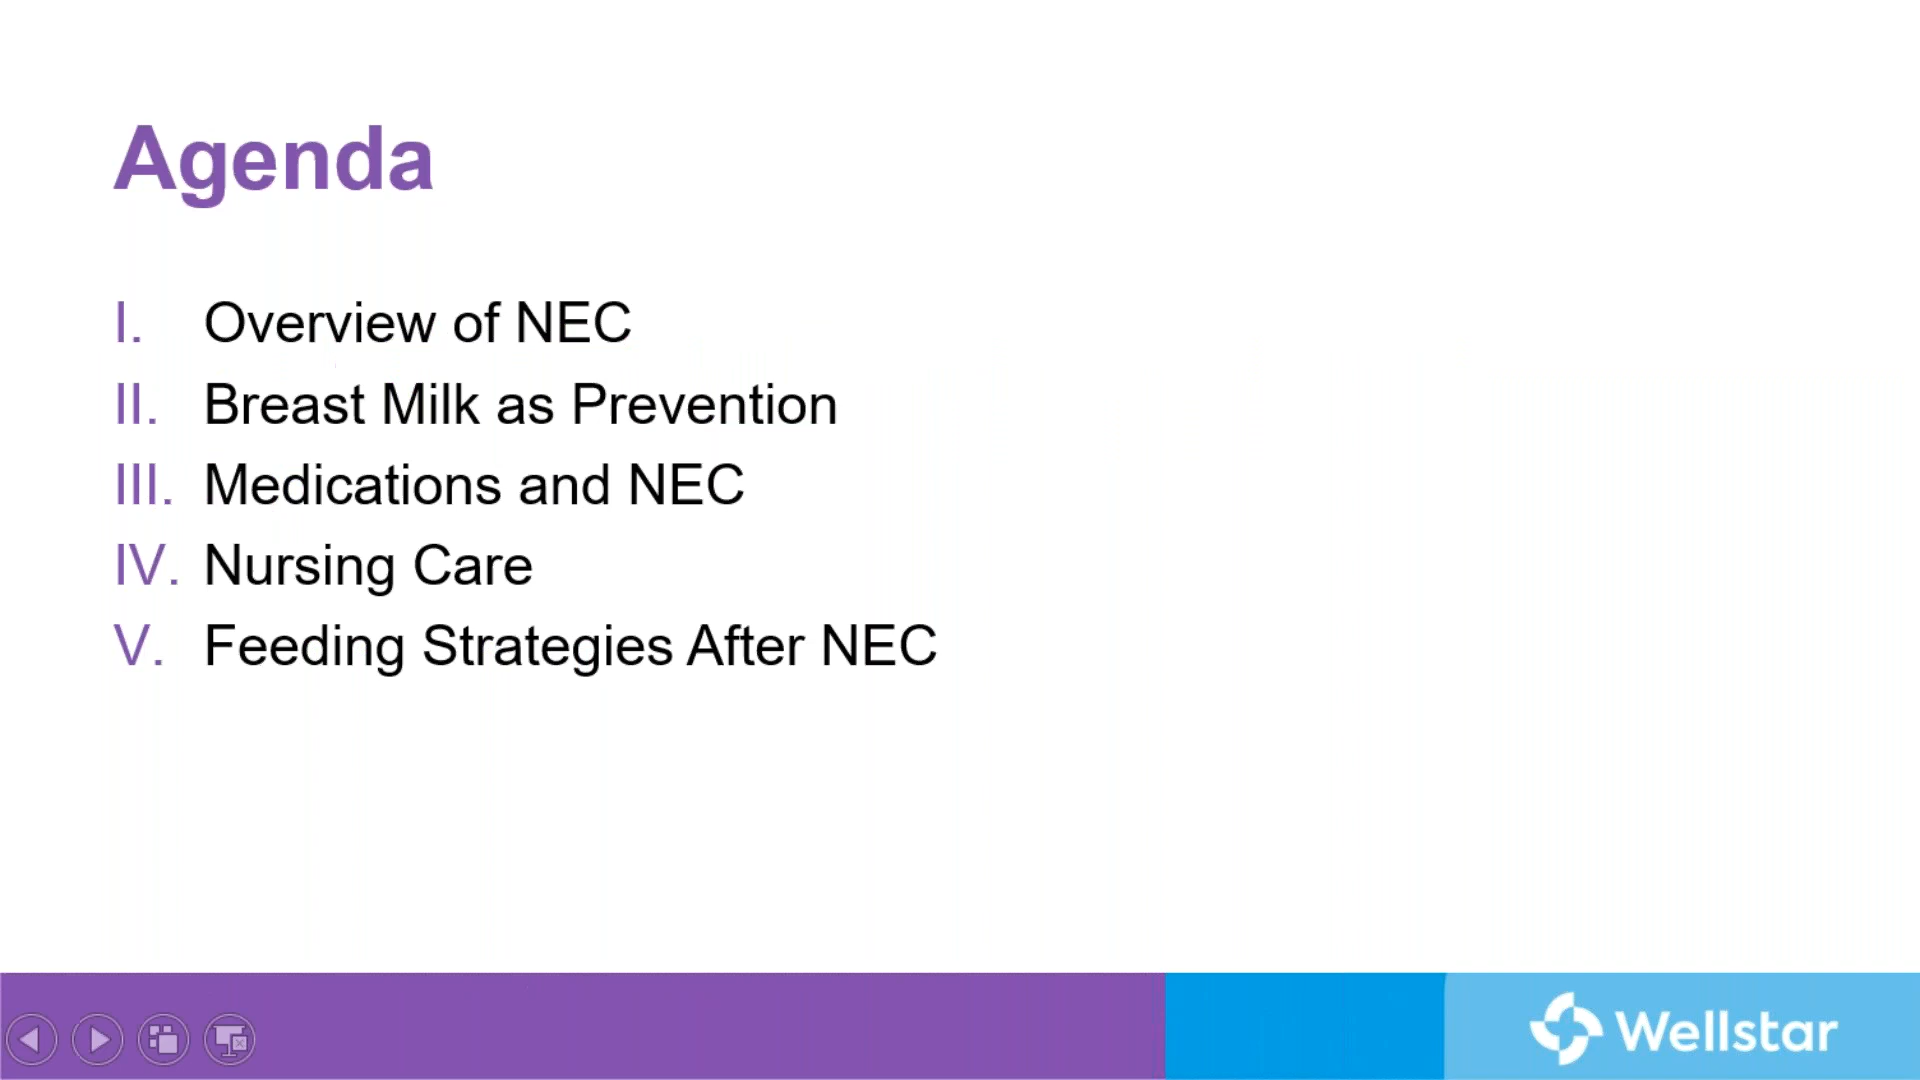 Agenda
I. Overview of NEC
II. Breast Milk as Prevention
III. Medications and NEC
IV. Nursing Care
V. Feeding Strategies After NEC
Wellstar